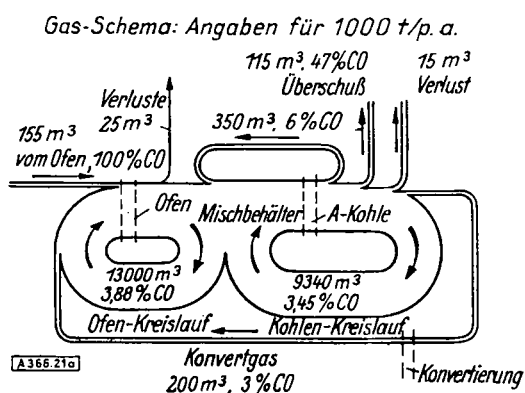 Gas-Schema: Angaben für 1000 t/p.a.
115 m³, 47%CO
Überschuß
15 m³
Verlust
Verluste
25 m³
350 m³, 6%CO
155 m³
vom Ofen, 100%CO
Ofen
Mischbehälter
A-Kohle
13000 m³
3,88%CO
9340 m³
3,45%CO
Ofen-Kreislauf
Kohlen-Kreislauf
A366.21a
Konvertgas
200 m³, 3%CO
Konvertierung